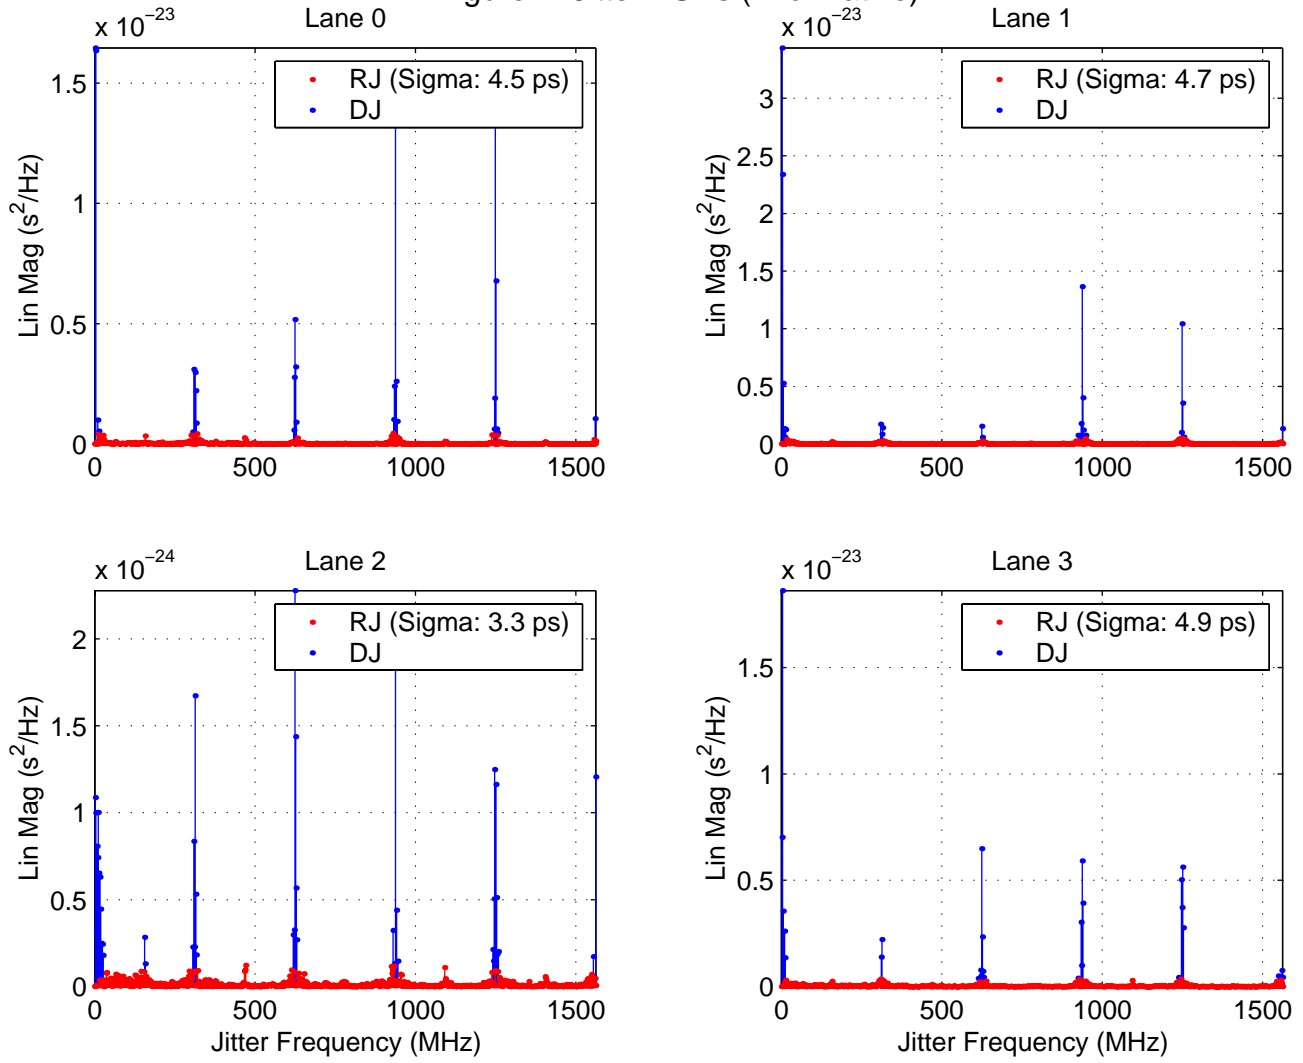 Lane 0
x 10−23
RJ (Sigma: 4.5 ps)
DJ
Lin Mag (s2/Hz)
1.5
1
0.5
0
0 500 1000 1500
Lane 1
x 10−23
RJ (Sigma: 4.7 ps)
DJ
Lin Mag (s2/Hz)
3
2.5
2
1.5
1
0.5
0
0 500 1000 1500
Lane 2
x 10−24
RJ (Sigma: 3.3 ps)
DJ
Lin Mag (s2/Hz)
2
1.5
1
0.5
0
0 500 1000 1500
Jitter Frequency (MHz)
Lane 3
x 10−23
RJ (Sigma: 4.9 ps)
DJ
Lin Mag (s2/Hz)
1.5
1
0.5
0
0 500 1000 1500
Jitter Frequency (MHz)